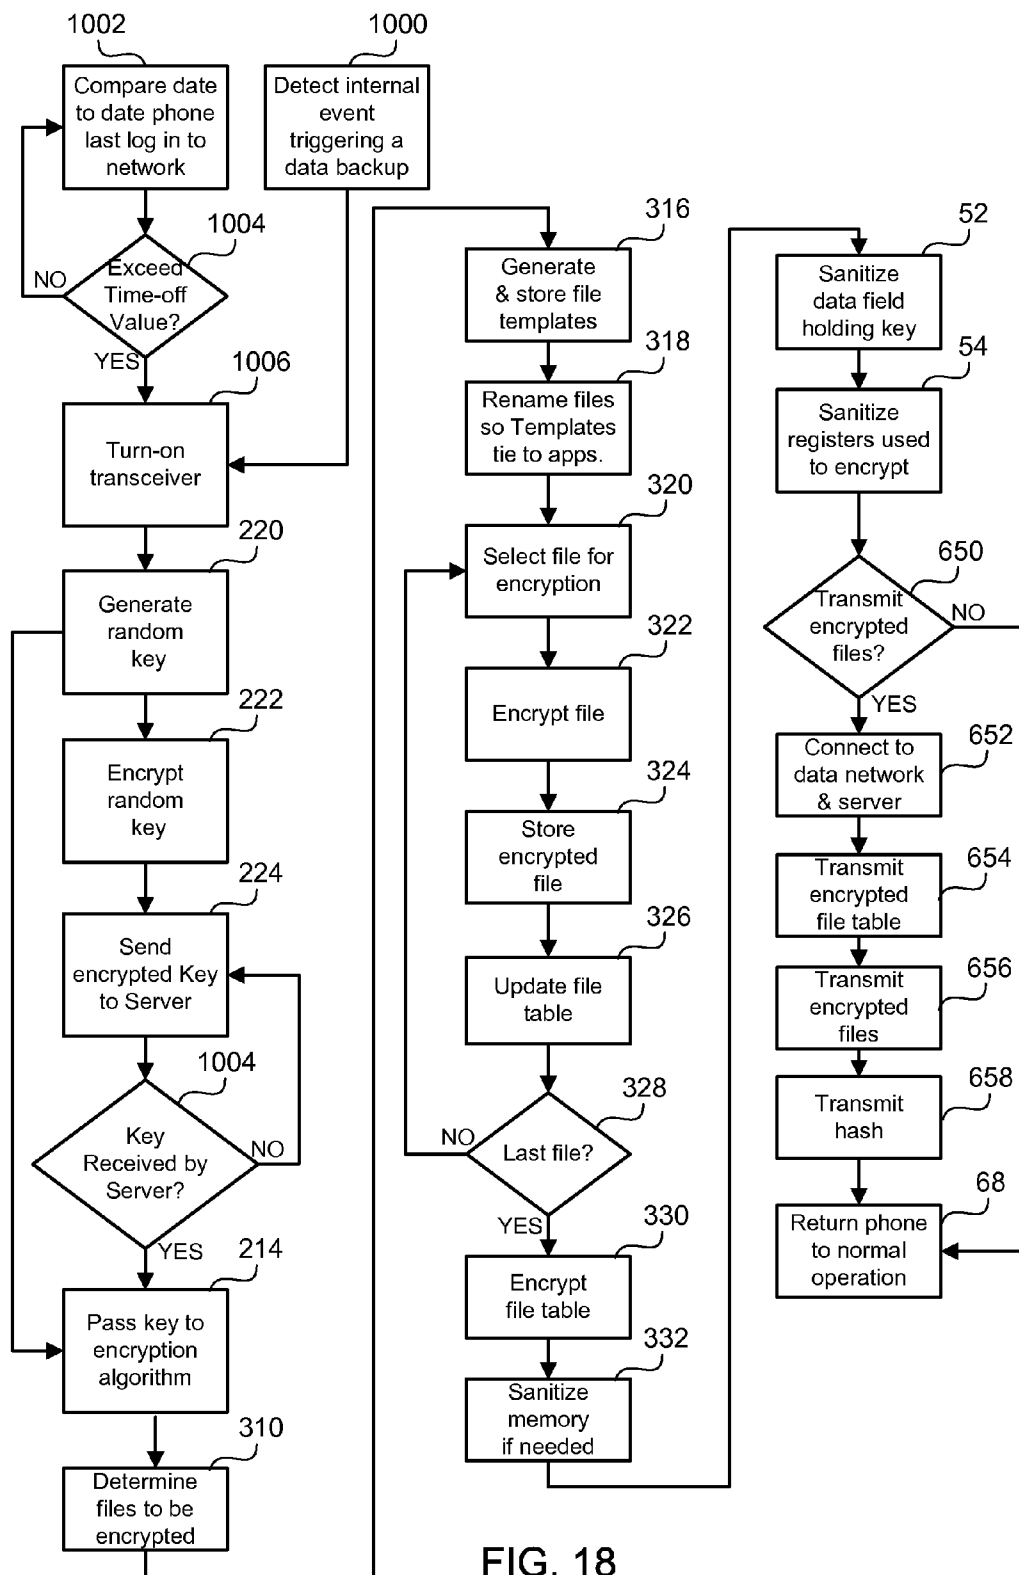 1002
Compare date
to date phone
last log in to
network
1000
Detect internal
event
triggering a
data backup
1004
Exceed
Time-off
Value?
NO
YES
1006
Turn-on
transceiver
220
Generate
random
key
222
Encrypt
random
key
224
Send
encrypted Key
to Server
1004
Key
Received by
Server?
NO
YES
214
Pass key to
encryption
algorithm
310
Determine
files to be
encrypted
316
Generate
& store file
templates
318
Rename files
so Templates
tie to apps.
320
Select file for
encryption
322
Encrypt file
324
Store
encrypted
file
326
Update file
table
328
Last file?
NO
YES
330
Encrypt
file table
332
Sanitize
memory
if needed
52
Sanitize
data field
holding key
54
Sanitize
registers used
to encrypt
650
Transmit
encrypted
files?
NO
YES
652
Connect to
data network
& server
654
Transmit
encrypted
file table
656
Transmit
encrypted
files
658
Transmit
hash
68
Return phone
to normal
operation
FIG. 18